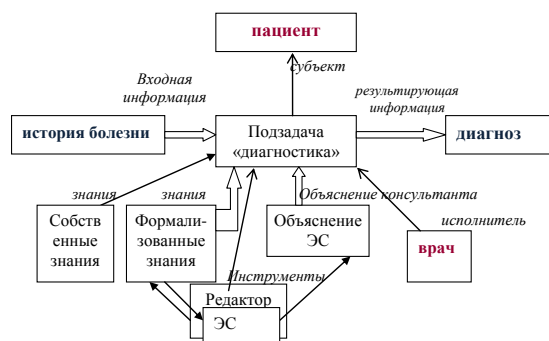 пациент
субъект
Входная
информация
результирующая
информация
история болезни
Подзадача
«диагностика»
диагноз
знания
знания
Объяснение консультанта
Собств
енные
знания
Формали-
зованные
знания
Объяснение
ЭС
исполнитель
врач
Инструменты
Редактор
ЭС